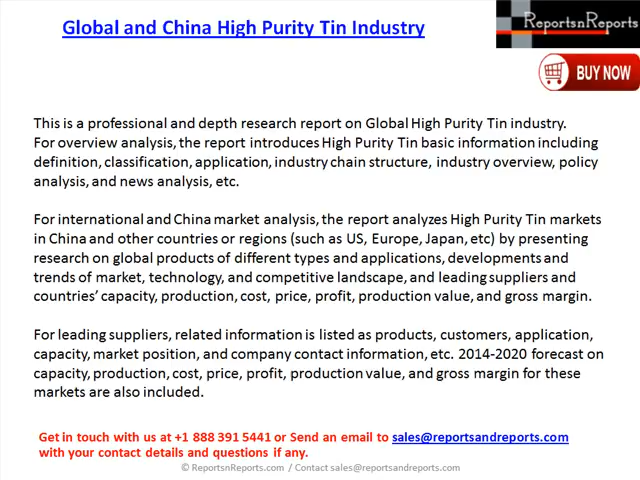 Global and China High Purity Tin Industry
ReportsnReports
BUY NOW
This is a professional and depth research report on Global High Purity Tin industry.
For overview analysis, the report introduces High Purity Tin basic information including
definition, classification, application, industry chain structure, industry overview, policy
analysis, and news analysis, etc.
For international and China market analysis, the report analyzes High Purity Tin markets
in China and other countries or regions (such as US, Europe, Japan, etc) by presenting
research on global products of different types and applications, developments and
trends of market, technology, and competitive landscape, and leading suppliers and
countries’ capacity, production, cost, price, profit, production value, and gross margin.
For leading suppliers, related information is listed as products, customers, application,
capacity, market position, and company contact information, etc. 2014-2020 forecast on
capacity, production, cost, price, profit, production value, and gross margin for these
markets are also included.
Get in touch with us at +1 888 391 5441 or Send an email to sales@reportsandreports.com
with your contact details and questions if any.
© ReportsnReports.com / Contact sales@reportsandreports.com